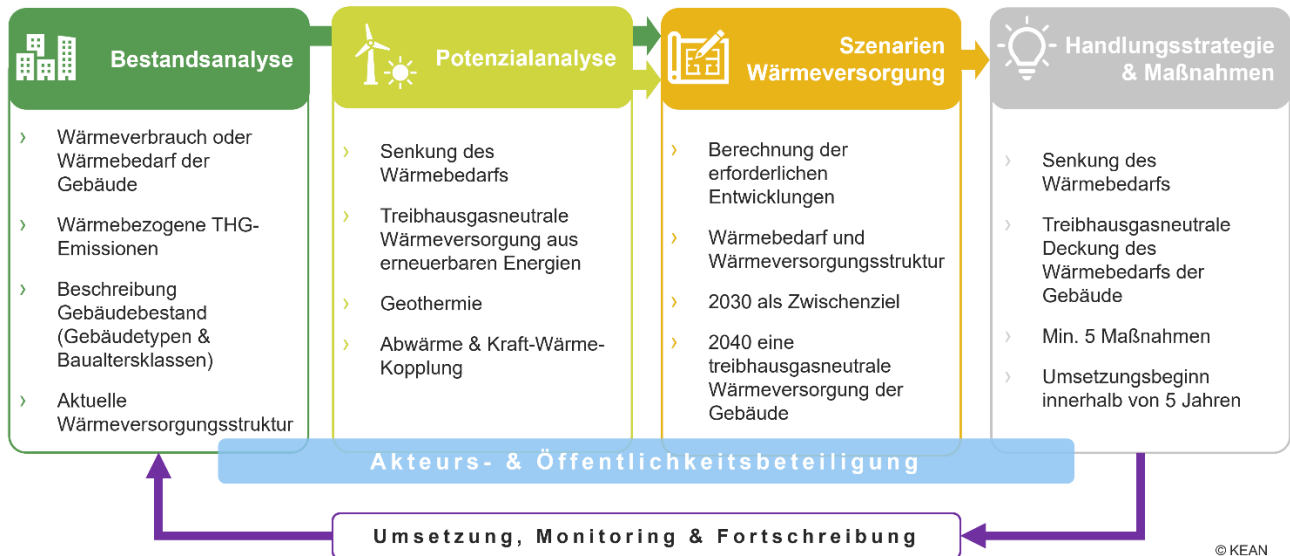 Bestandsanalyse
Wärmeverbrauch oder
Wärmebedarf der
Gebäude
Wärmebezogene THG-
Emissionen
Beschreibung
Gebäudebestand
(Gebäudetypen &
Baualtersklassen)
Aktuelle
Wärmeversorgungsstruktur
Potenzialanalyse
Senkung des
Wärmebedarfs
Treibhausgasneutrale
Wärmeversorgung aus
erneuerbaren Energien
Geothermie
Abwärme & Kraft-Wärme-
Kopplung
Szenarien
Wärmeversorgung
Berechnung der
erforderlichen
Entwicklungen
Wärmebedarf und
Wärmeversorgungsstruktur
2030 als Zwischenziel
2040 eine
treibhausgasneutrale
Wärmeversorgung der
Gebäude
Handlungsstrategie
& Maßnahmen
Senkung des
Wärmebedarfs
Treibhausgasneutrale
Deckung des
Wärmebedarfs der
Gebäude
Min. 5 Maßnahmen
Umsetzungsbeginn
innerhalb von 5 Jahren
Akteurs- & Öffentlichkeitsbeteiligung
Umsetzung, Monitoring & Fortschreibung
© KEAN